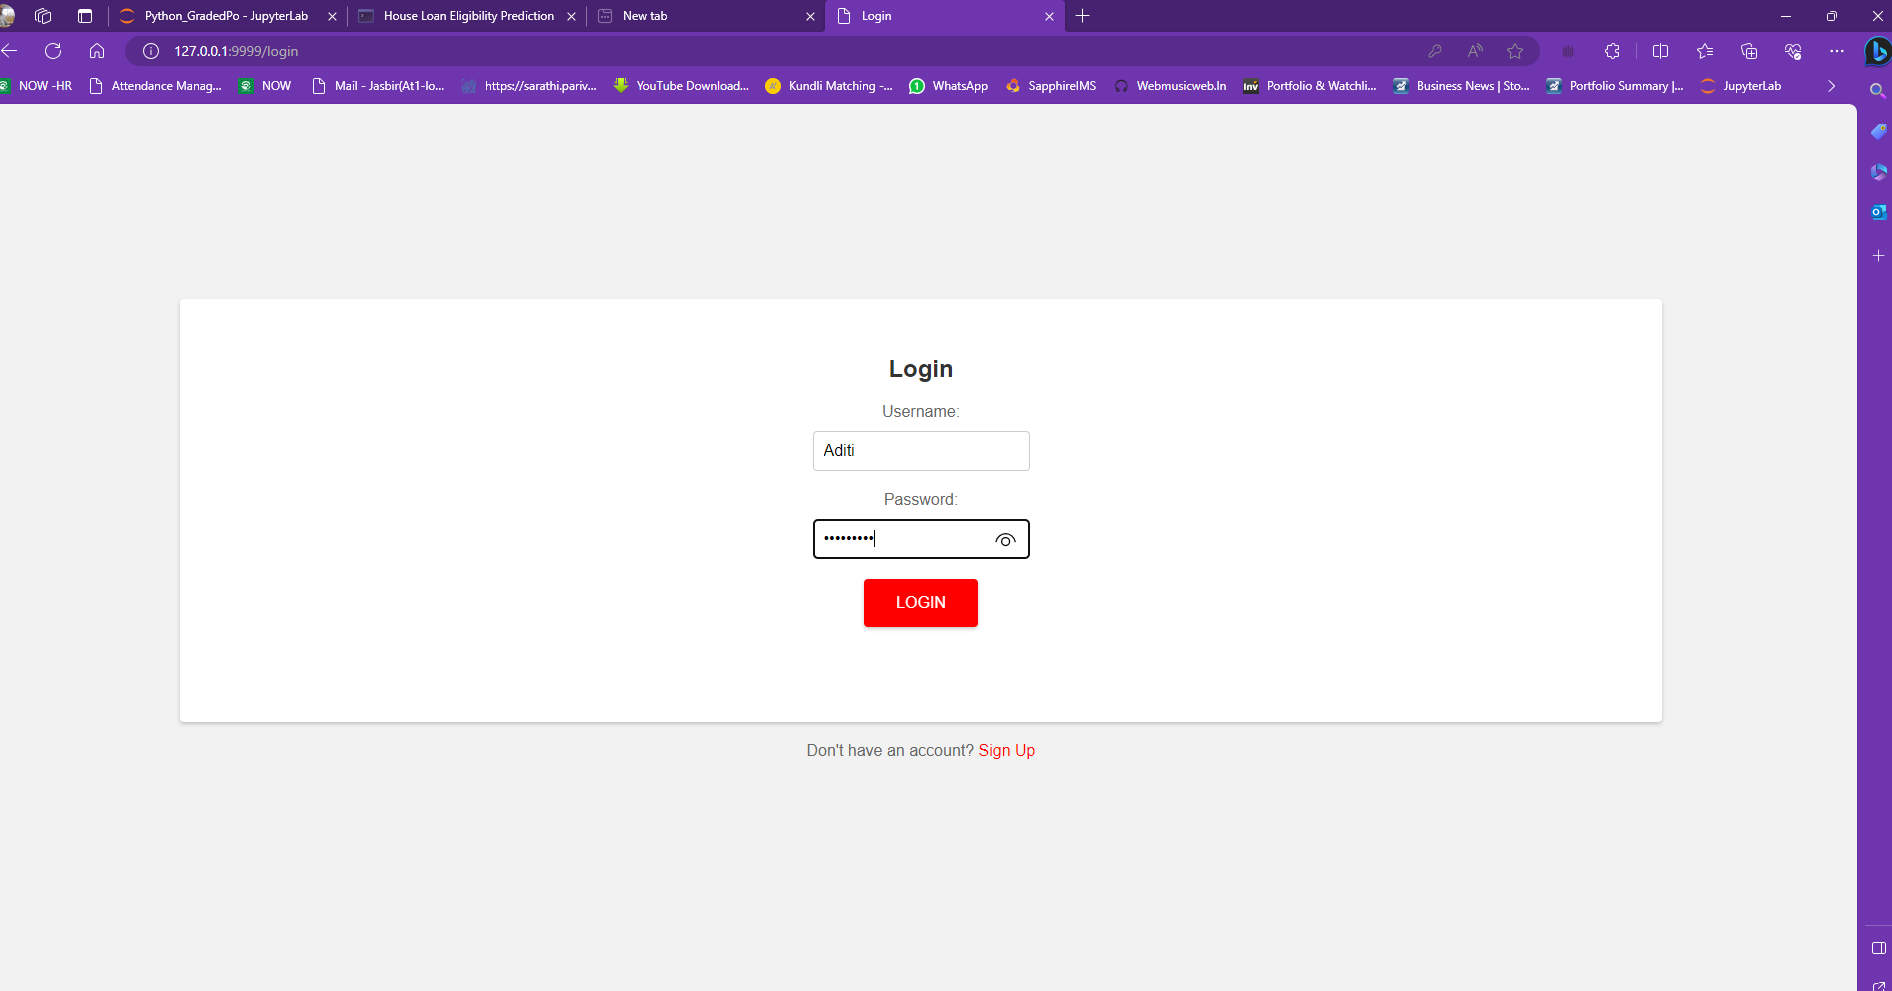 Python_GradedPo - JupyterLab
House Loan Eligibility Prediction
New tab
Login
127.0.0.1:9999/login
NOW -HR
Attendance Manag...
NOW
Mail - Jasbir(At1-lo...
https://sarathi.pariv...
YouTube Download...
Kundli Matching -...
WhatsApp
SapphireIMS
Webmusicweb.In
inv Portfolio & Watchli...
Business News | Sto...
Portfolio Summary |...
JupyterLab
Login
Username:
Aditi
Password:
•••••••••
LOGIN
Don't have an account? Sign Up